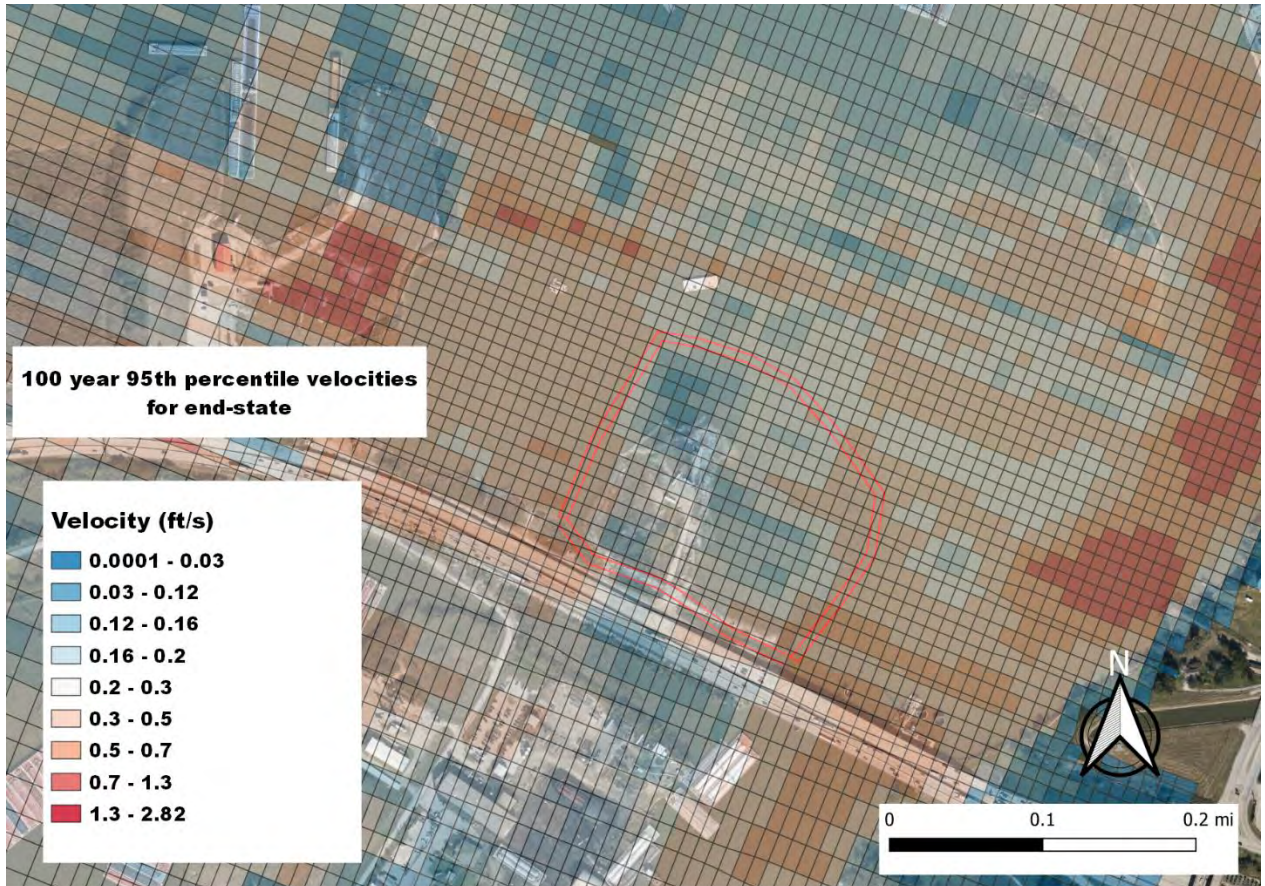 100 year 95th percentile velocities
for end-state
Velocity (ft/s)
0.0001 - 0.03
0.03 - 0.12
0.12 - 0.16
0.16 - 0.2
0.2 - 0.3
0.3 - 0.5
0.5 - 0.7
0.7 - 1.3
1.3 - 2.82
N
0 0.1 0.2 mi